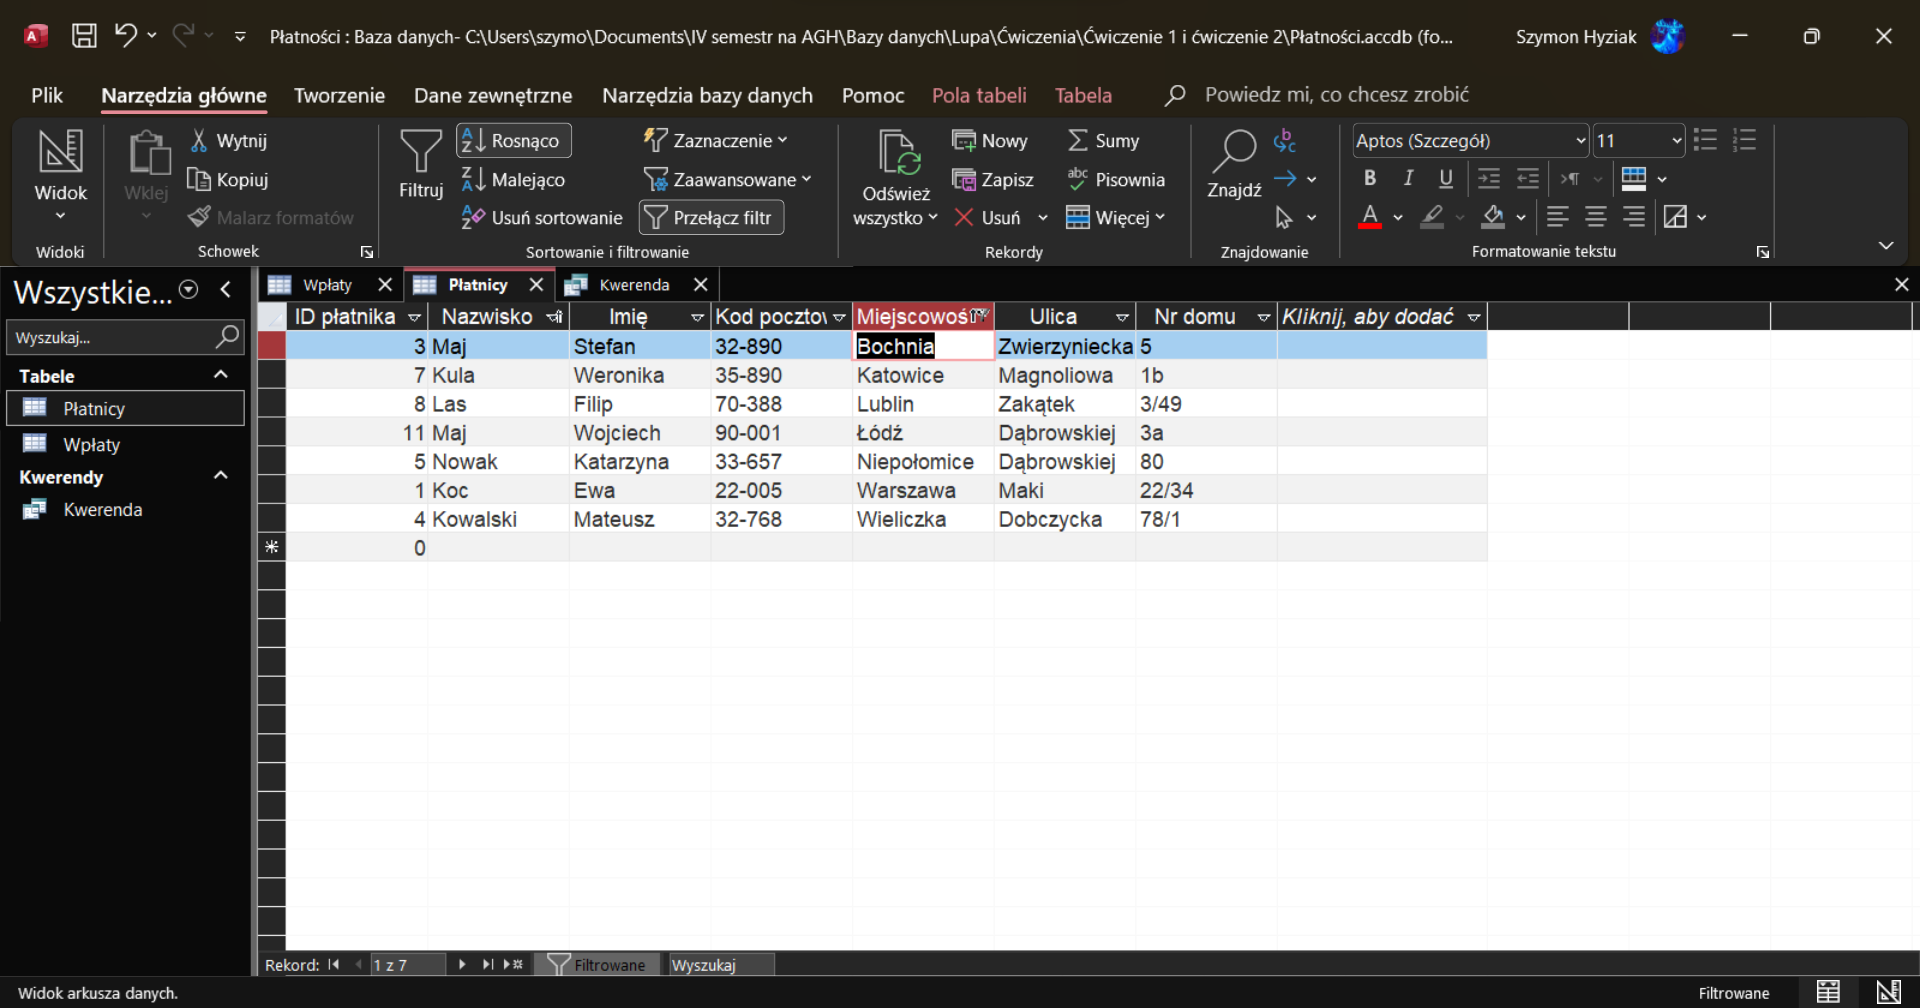 Płatności : Baza danych- C:\Users\szymo\Documents\IV semestr na AGH\Bazy danych\Lupa\Ćwiczenia\Ćwiczenie 1 i ćwiczenie 2\Płatności.accdb (fo...
Szymon Hyziak
Plik Narzędzia główne Tworzenie Dane zewnętrzne Narzędzia bazy danych Pomoc Pola tabeli Tabela Powiedz mi, co chcesz zrobić
Widok
Widoki
Wklej
Wytnij
Kopiuj
Malarz formatów
Schowek
Filtruj
Rosnąco
Malejąco
Usuń sortowanie
Zaznaczenie
Zaawansowane
Przełącz filtr
Sortowanie i filtrowanie
Odśwież
wszystko
Nowy
Zapisz
Usuń
Sumy
Pisownia
Więcej
Rekordy
Znajdź
Znajdowanie
Aptos (Szczegół) 11
B I U
Formatowanie tekstu
Wszystkie...
Wyszukaj...
Tabele
Płatnicy
Wpłaty
Kwerendy
Kwerenda
Wpłaty Płatnicy Kwerenda
ID płatnika Nazwisko Imię Kod poczto Miejscowoś Ulica Nr domu Kliknij, aby dodać
3 Maj Stefan 32-890 Bochnia Zwierzyniecka 5
7 Kula Weronika 35-890 Katowice Magnoliowa 1b
8 Las Filip 70-388 Lublin Zakątek 3/49
11 Maj Wojciech 90-001 Łódź Dąbrowskiej 3a
5 Nowak Katarzyna 33-657 Niepołomice Dąbrowskiej 80
1 Koc Ewa 22-005 Warszawa Maki 22/34
4 Kowalski Mateusz 32-768 Wieliczka Dobczycka 78/1
0
Rekord: 1 z 7 Filtrowane Wyszukaj
Widok arkusza danych.
Filtrowane